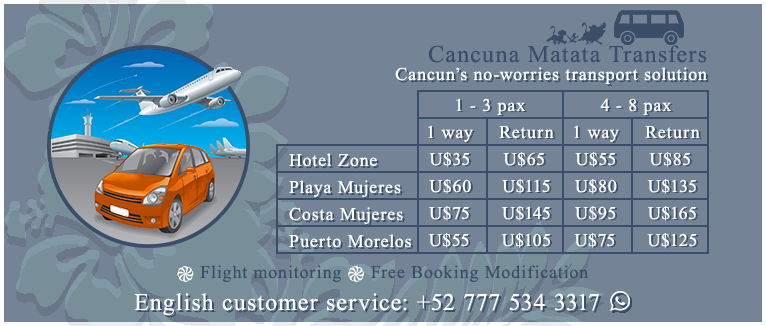 Cancuna Matata Transfers
Cancun's no-worries transport solution
1 - 3 pax 4 - 8 pax
1 way Return 1 way Return
Hotel Zone U$35 U$65 U$55 U$85
Playa Mujeres U$60 U$115 U$80 U$135
Costa Mujeres U$75 U$145 U$95 U$165
Puerto Morelos U$55 U$105 U$75 U$125
Flight monitoring Free Booking Modification
English customer service: +52 777 534 3317